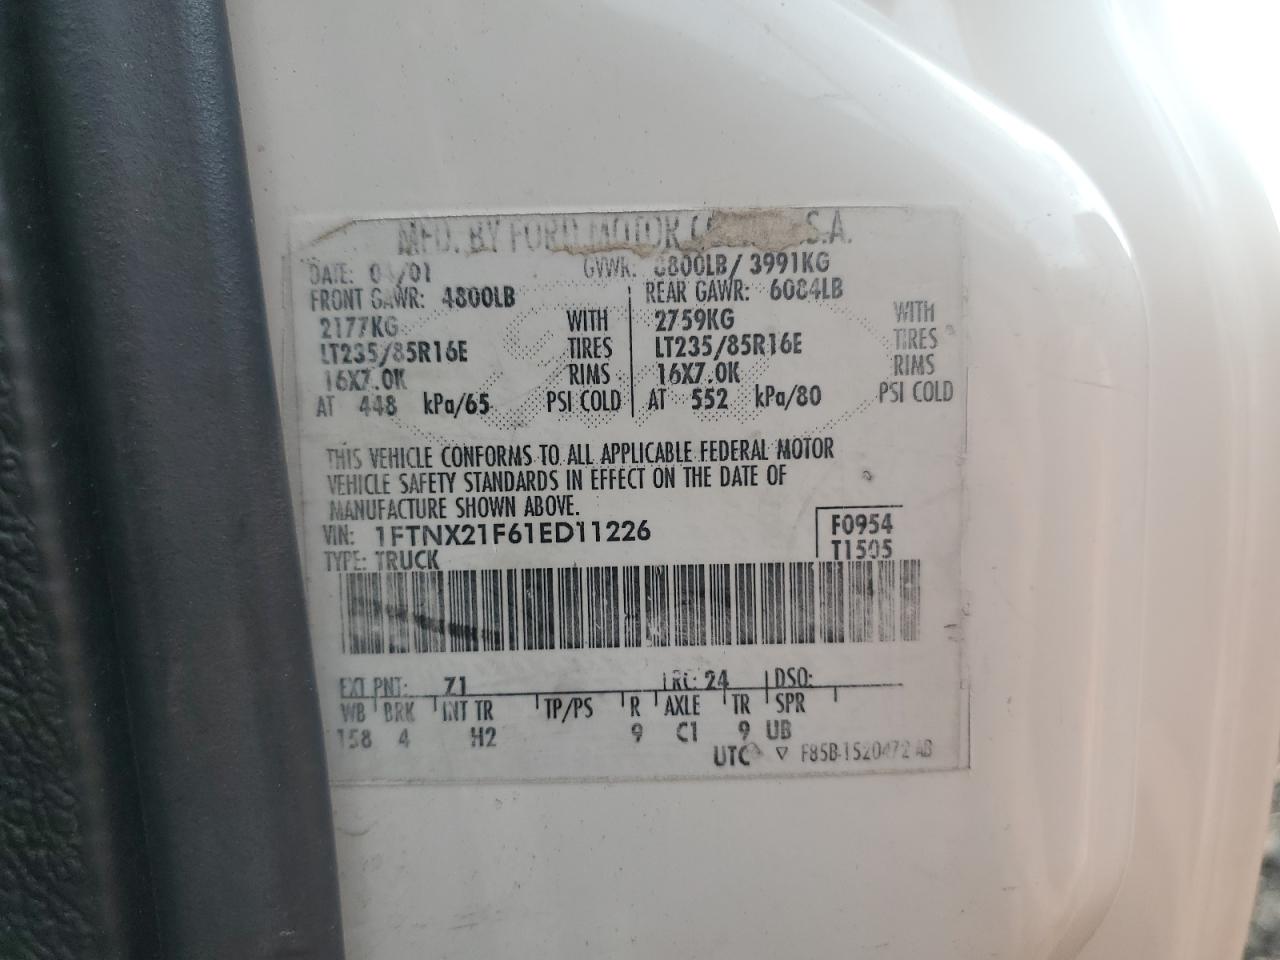 MFD. BY FORD MOTOR U.S.A.
DATE: /01 GVWR: 8800LB/ 3991KG
FRONT GAWR: 4800LB REAR GAWR: 6084LB
2177KG WITH 2759KG WITH
LT235/85R16E TIRES LT235/85R16E TIRES
16X7.0K RIMS 16X7.0K RIMS
AT 448 kPa/65 PSI COLD AT 552 kPa/80 PSI COLD
THIS VEHICLE CONFORMS TO ALL APPLICABLE FEDERAL MOTOR
VEHICLE SAFETY STANDARDS IN EFFECT ON THE DATE OF
MANUFACTURE SHOWN ABOVE.
VIN: 1FTNX21F61ED11226 F0954
TYPE: TRUCK T1505
EXT PNT: Z1 RC: 24 DSO:
WB BRK INT TR TP/PS R AXLE TR SPR
158 4 H2 9 C1 9 UB
UTC ▽ F85B-1520472-AB